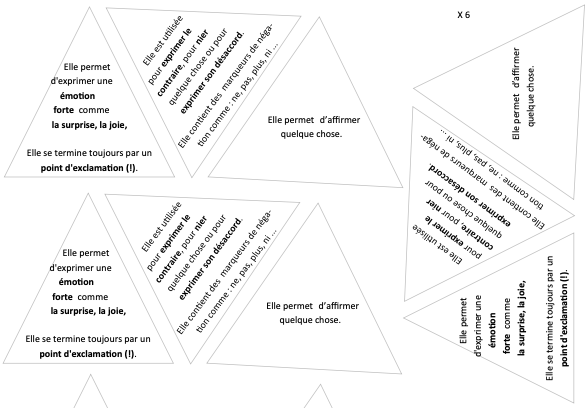 X 6
Elle permet
d'exprimer une
émotion
forte comme
la surprise, la joie,
Elle se termine toujours par un
point d'exclamation (!).
Elle est utilisée
pour exprimer le
contraire, pour nier
quelque chose ou pour
exprimer son désaccord.
Elle contient des marqueurs de néga-
tion comme : ne, pas, plus, ni ...
Elle permet d'affirmer
quelque chose.
Elle permet d'affirmer
quelque chose.
Elle est utilisée
pour exprimer le
contraire, pour nier
quelque chose ou pour
exprimer son désaccord.
Elle contient des marqueurs de néga-
tion comme : ne, pas, plus, ni ...
Elle permet
d'exprimer une
émotion
forte comme
la surprise, la joie,
Elle se termine toujours par un
point d'exclamation (!).
Elle est utilisée
pour exprimer le
contraire, pour nier
quelque chose ou pour
exprimer son désaccord.
Elle contient des marqueurs de néga-
tion comme : ne, pas, plus, ni ...
Elle permet d'affirmer
quelque chose.
Elle permet
d'exprimer une
émotion
forte comme
la surprise, la joie,
Elle se termine toujours par un
point d'exclamation (!).